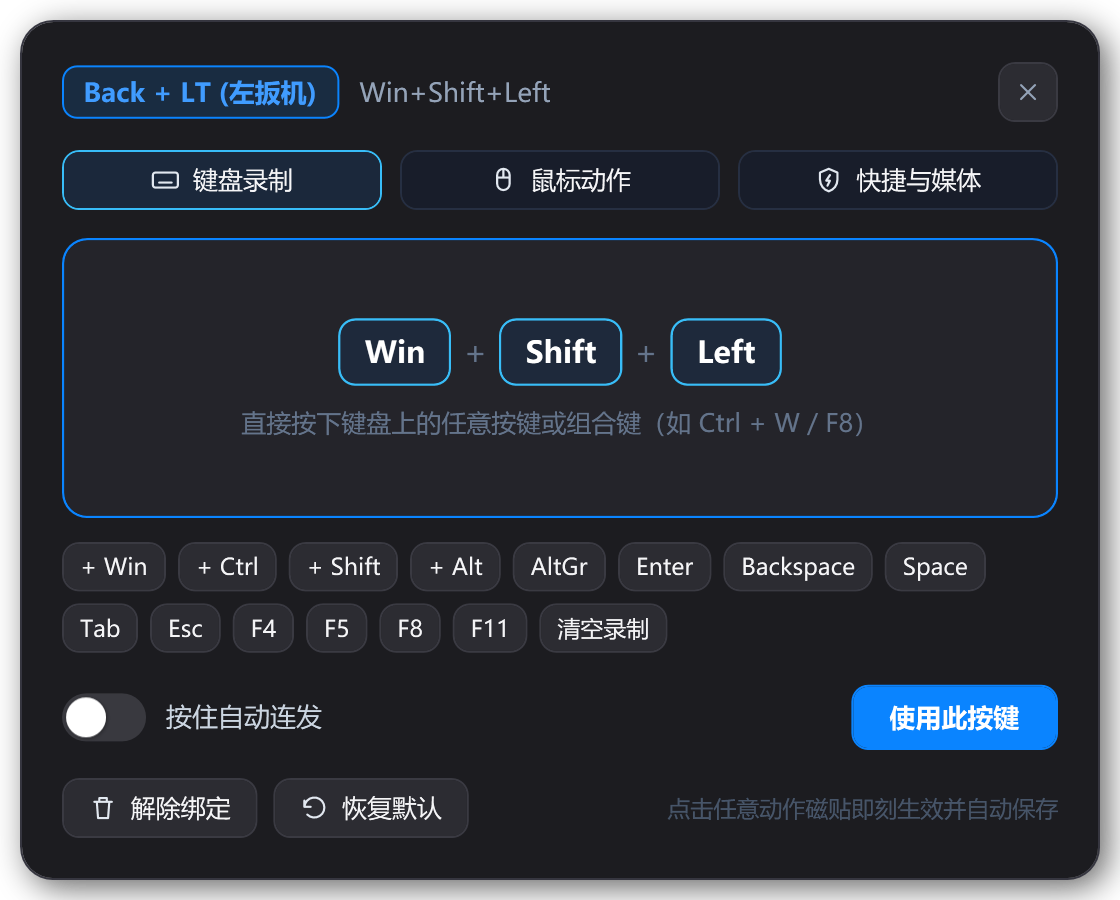 Back + LT (左扳机) Win+Shift+Left
键盘录制 鼠标动作 快捷与媒体
Win + Shift + Left
直接按下键盘上的任意按键或组合键（如 Ctrl + W / F8）
+ Win + Ctrl + Shift + Alt AltGr Enter Backspace Space
Tab Esc F4 F5 F8 F11 清空录制
按住自动连发 使用此按键
解除绑定 恢复默认 点击任意动作磁贴即刻生效并自动保存